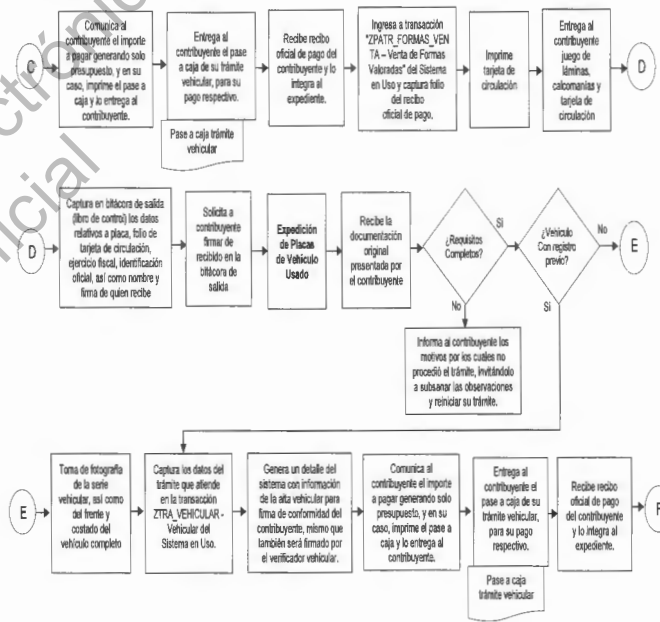 ctrónic
icial
C
Comunica al
contribuyente el importe
a pagar generando solo
presupuesto, y en su
caso, imprime el pase a
caja y lo entrega al
contribuyente.
Entrega al
contribuyente el pase
a caja de su trámite
vehicular, para su
pago respectivo.
Pase a caja trámite
vehicular
Recibe recibo
oficial de pago del
contribuyente y lo
integra al
expediente.
Ingresa a transacción
"ZPATR_FORMAS_VEN
TA – Venta de Formas
Valoradas" del Sistema
en Uso y captura folio
del recibo
oficial de pago.
Imprime
tarjeta de
circulación
Entrega al
contribuyente
juego de
láminas,
calcomanías y
tarjeta de
circulación
D
D
Captura en bitácora de salida
(libro de control) los datos
relativos a placa, folio de
tarjeta de circulación,
ejercicio fiscal, identificación
oficial, así como nombre y
firma de quien recibe
Solicita a
contribuyente
firmar de
recibido en la
bitácora de
salida
Expedición
de Placas
de Vehículo
Usado
Recibe la
documentación
original
presentada por
el contribuyente
¿Requisitos
Completos?
Sí
No
¿Vehículo
Con registro
previo?
No
Sí
E
Informa al contribuyente los
motivos por los cuales no
procedió el trámite, invitándolo
a subsanar las observaciones
y reiniciar su trámite.
E
Toma de fotografía
de la serie
vehicular, así como
del frente y
costado del
vehículo completo
Captura los datos del
trámite que atiende
en la transacción
ZTRA_VEHICULAR -
Vehicular del
Sistema en Uso.
Genera un detalle del
sistema con información
de la alta vehicular para
firma de conformidad del
contribuyente, mismo que
también será firmado por
el verificador vehicular.
Comunica al
contribuyente el importe
a pagar generando solo
presupuesto, y en su
caso, imprime el pase a
caja y lo entrega al
contribuyente.
Entrega al
contribuyente el
pase a caja de su
trámite vehicular,
para su pago
respectivo.
Pase a caja
trámite vehicular
Recibe recibo
oficial de pago
del contribuyente
y lo integra al
expediente.
F